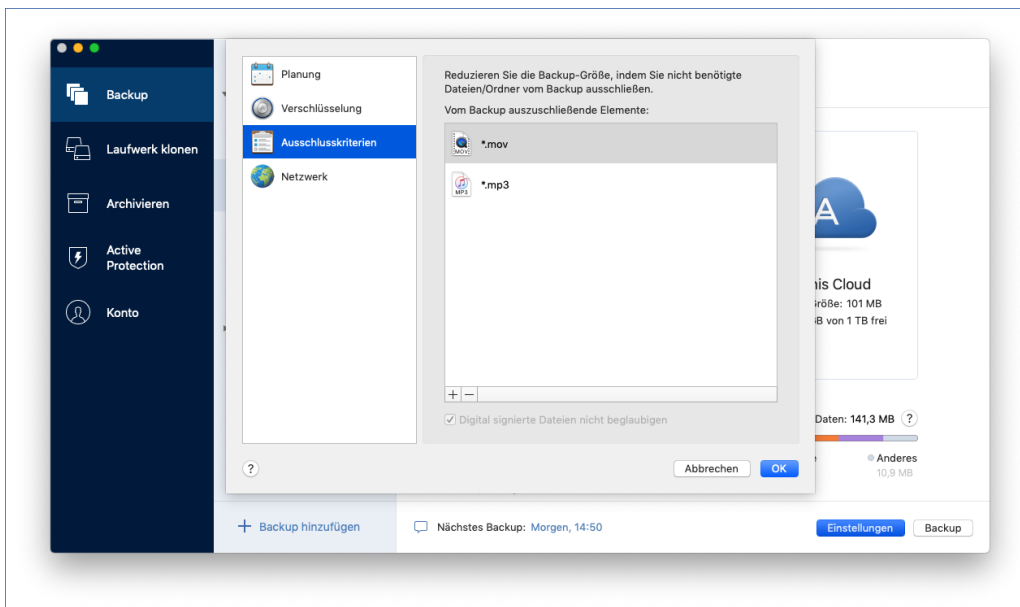 Backup
Laufwerk klonen
Archivieren
Active
Protection
Konto
Planung
Verschlüsselung
Ausschlusskriterien
Netzwerk
Reduzieren Sie die Backup-Größe, indem Sie nicht benötigte
Dateien/Ordner vom Backup ausschließen.
Vom Backup auszuschließende Elemente:
MOV
*.mov
MP3
*.mp3
+ −
Digital signierte Dateien nicht beglaubigen
?
Abbrechen
OK
Cloud
101 MB
von 1 TB frei
Daten: 141,3 MB ?
Anderes
10,9 MB
+ Backup hinzufügen
Nächstes Backup: Morgen, 14:50
Einstellungen
Backup